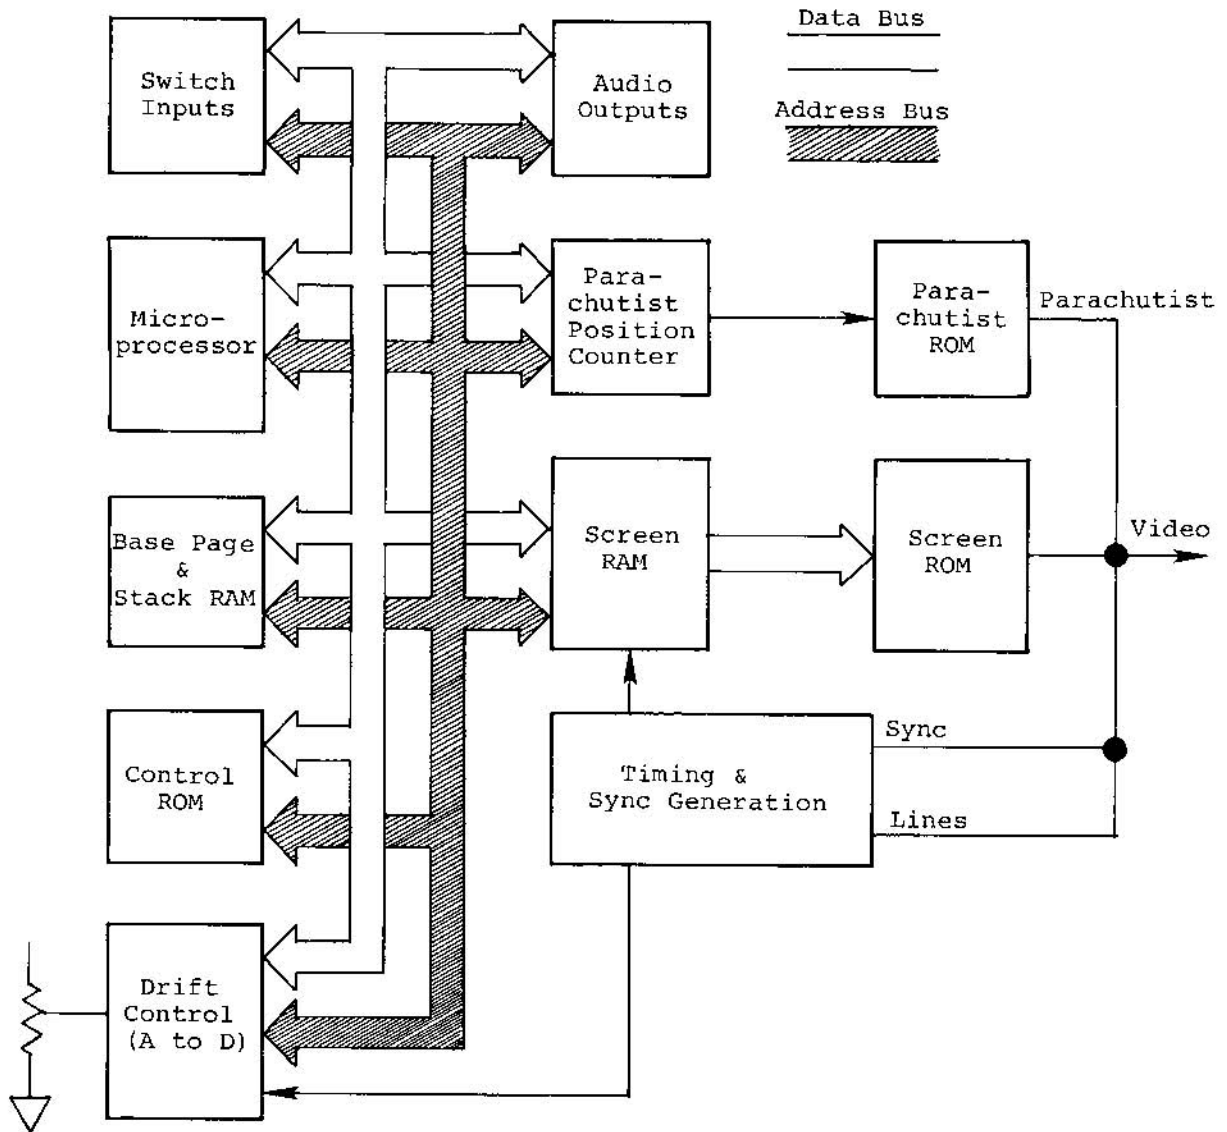 Data Bus
Address Bus
Switch
Inputs
Audio
Outputs
Micro-
processor
Para-
chutist
Position
Counter
Para-
chutist
ROM
Parachutist
Base Page
&
Stack RAM
Screen
RAM
Screen
ROM
Video
Control
ROM
Timing &
Sync Generation
Sync
Lines
Drift
Control
(A to D)